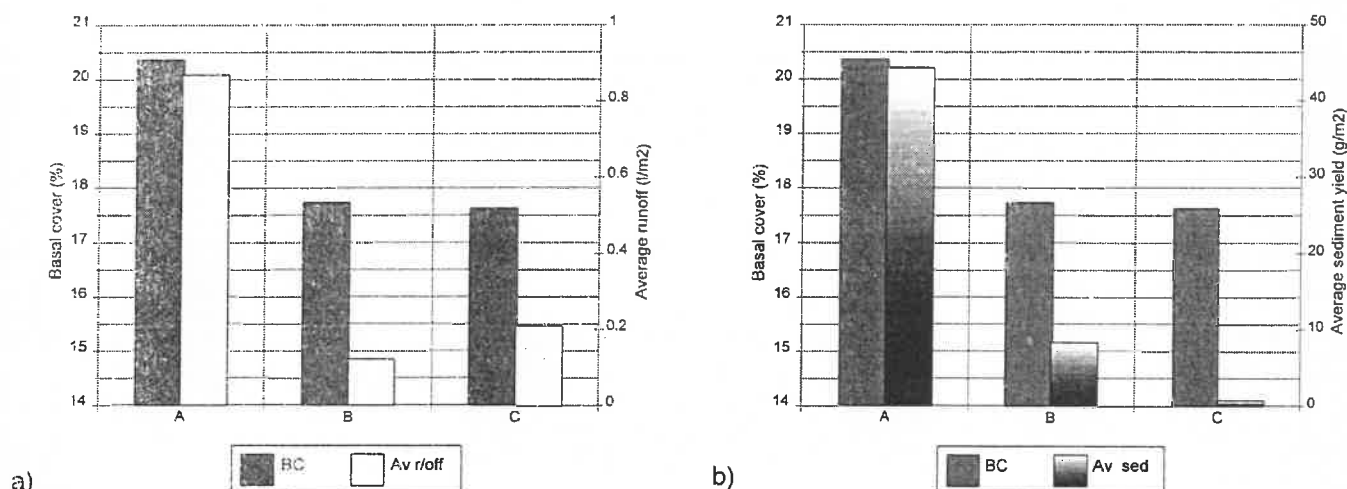 21
20
19
18
17
16
15
14
Basal cover (%)
1
0.8
0.6
0.4
0.2
0
Average runoff (l/m2)
A B C
BC Av r/off
a)
21
20
19
18
17
16
15
14
Basal cover (%)
50
40
30
20
10
0
Average sediment yield (g/m2)
A B C
BC Av sed
b)